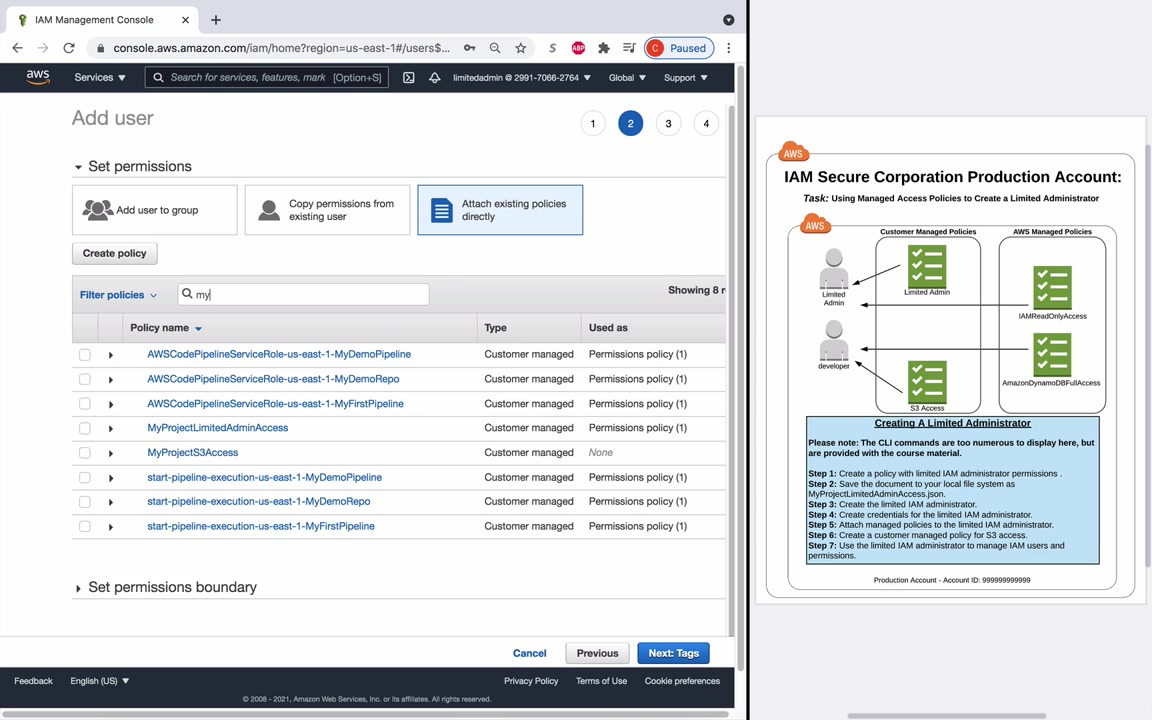 IAM Management Console
console.aws.amazon.com/iam/home?region=us-east-1#/users$...
S
ABP
C Paused
aws
Services
Search for services, features, mark [Option+S]
limitedadmin @ 2991-7066-2764
Global
Support
Add user
1
2
3
4
Set permissions
Add user to group
Copy permissions from
existing user
Attach existing policies
directly
Create policy
Filter policies
my
Showing 8 r
Policy name
Type
Used as
AWSCodePipelineServiceRole-us-east-1-MyDemoPipeline Customer managed Permissions policy (1)
AWSCodePipelineServiceRole-us-east-1-MyDemoRepo Customer managed Permissions policy (1)
AWSCodePipelineServiceRole-us-east-1-MyFirstPipeline Customer managed Permissions policy (1)
MyProjectLimitedAdminAccess Customer managed Permissions policy (1)
MyProjectS3Access Customer managed None
start-pipeline-execution-us-east-1-MyDemoPipeline Customer managed Permissions policy (1)
start-pipeline-execution-us-east-1-MyDemoRepo Customer managed Permissions policy (1)
start-pipeline-execution-us-east-1-MyFirstPipeline Customer managed Permissions policy (1)
Set permissions boundary
Cancel
Previous
Next: Tags
Feedback
English (US)
Privacy Policy
Terms of Use
Cookie preferences
© 2008 - 2021, Amazon Web Services, Inc. or its affiliates. All rights reserved.
AWS
IAM Secure Corporation Production Account:
Task: Using Managed Access Policies to Create a Limited Administrator
AWS
Customer Managed Policies
AWS Managed Policies
Limited
Admin
Limited Admin
IAMReadOnlyAccess
developer
AmazonDynamoDBFullAccess
S3 Access
Creating A Limited Administrator
Please note: The CLI commands are too numerous to display here, but
are provided with the course material.
Step 1: Create a policy with limited IAM administrator permissions .
Step 2: Save the document to your local file system as
MyProjectLimitedAdminAccess.json.
Step 3: Create the limited IAM administrator.
Step 4: Create credentials for the limited IAM administrator.
Step 5: Attach managed policies to the limited IAM administrator.
Step 6: Create a customer managed policy for S3 access.
Step 7: Use the limited IAM administrator to manage IAM users and
permissions.
Production Account - Account ID: 999999999999